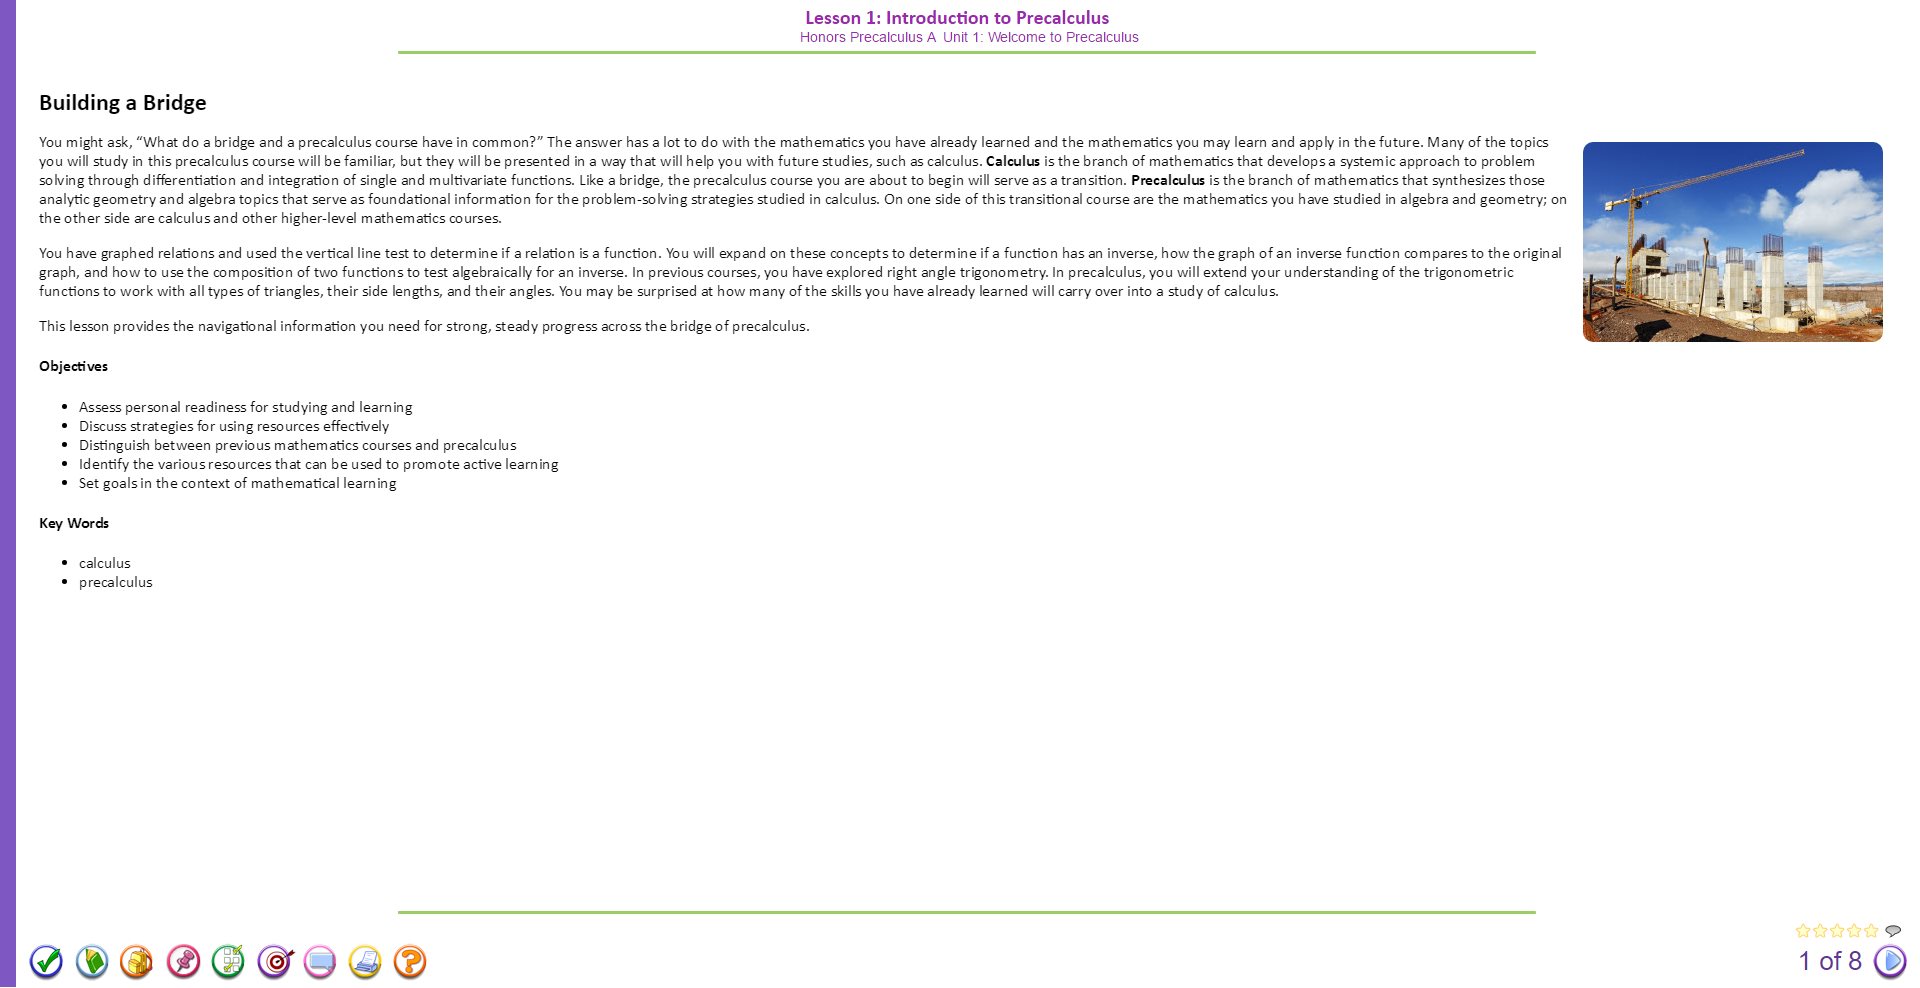 Lesson 1: Introduction to Precalculus
Honors Precalculus A  Unit 1: Welcome to Precalculus
Building a Bridge
You might ask, “What do a bridge and a precalculus course have in common?” The answer has a lot to do with the mathematics you have already learned and the mathematics you may learn and apply in the future. Many of the topics
you will study in this precalculus course will be familiar, but they will be presented in a way that will help you with future studies, such as calculus. Calculus is the branch of mathematics that develops a systemic approach to problem
solving through differentiation and integration of single and multivariate functions. Like a bridge, the precalculus course you are about to begin will serve as a transition. Precalculus is the branch of mathematics that synthesizes those
analytic geometry and algebra topics that serve as foundational information for the problem-solving strategies studied in calculus. On one side of this transitional course are the mathematics you have studied in algebra and geometry; on
the other side are calculus and other higher-level mathematics courses.
You have graphed relations and used the vertical line test to determine if a relation is a function. You will expand on these concepts to determine if a function has an inverse, how the graph of an inverse function compares to the original
graph, and how to use the composition of two functions to test algebraically for an inverse. In previous courses, you have explored right angle trigonometry. In precalculus, you will extend your understanding of the trigonometric
functions to work with all types of triangles, their side lengths, and their angles. You may be surprised at how many of the skills you have already learned will carry over into a study of calculus.
This lesson provides the navigational information you need for strong, steady progress across the bridge of precalculus.
Objectives
Assess personal readiness for studying and learning
Discuss strategies for using resources effectively
Distinguish between previous mathematics courses and precalculus
Identify the various resources that can be used to promote active learning
Set goals in the context of mathematical learning
Key Words
calculus
precalculus
1 of 8